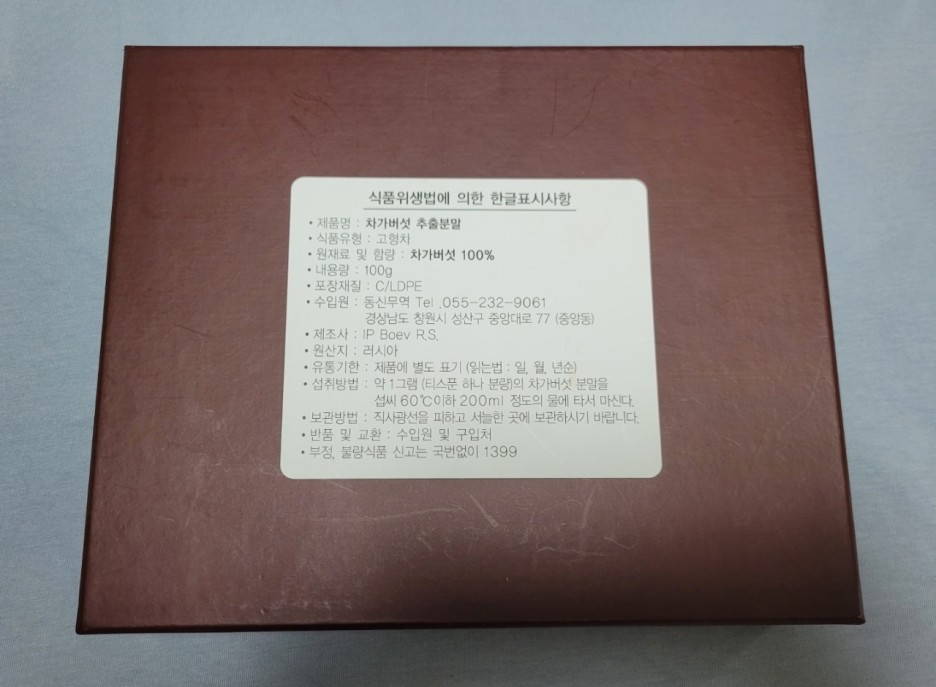 식품위생법에 의한 한글표시사항
• 제품명 : 차가버섯 추출분말
• 식품유형 : 고형차
• 원재료 및 함량 : 차가버섯 100%
• 내용량 : 100g
• 포장재질 : C/LDPE
• 수입원 : 동신무역 Tel .055-232-9061
경상남도 창원시 성산구 중앙대로 77 (중앙동)
• 제조사 : IP Boev R.S.
• 원산지 : 러시아
• 유통기한 : 제품에 별도 표기 (읽는법 : 일, 월, 년순)
• 섭취방법 : 약 1그램 (티스푼 하나 분량)의 차가버섯 분말을
섭씨 60℃이하 200ml 정도의 물에 타서 마신다.
• 보관방법 : 직사광선을 피하고 서늘한 곳에 보관하시기 바랍니다.
• 반품 및 교환 : 수입원 및 구입처
• 부정, 불량식품 신고는 국번없이 1399